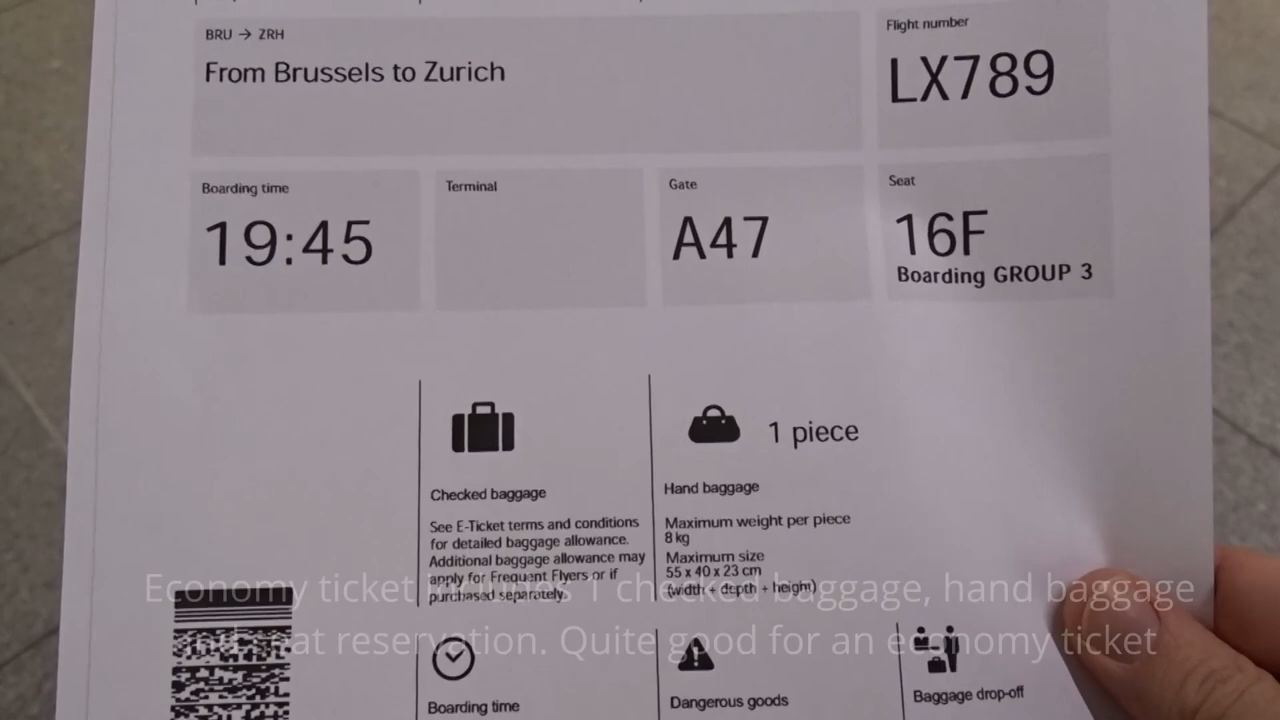 BRU → ZRH
From Brussels to Zurich
Flight number
LX789
Boarding time
19:45
Terminal
Gate
A47
Seat
16F
Boarding GROUP 3
1 piece
Checked baggage
See E-Ticket terms and conditions
for detailed baggage allowance.
Additional baggage allowance may
apply for Frequent Flyers or if
purchased separately.
Hand baggage
Maximum weight per piece
8 kg
Maximum size
55 x 40 x 23 cm
(width + depth + height)
Economy ticket includes 1 checked baggage, hand baggage
and seat reservation. Quite good for an economy ticket
Boarding time
Dangerous goods
Baggage drop-off